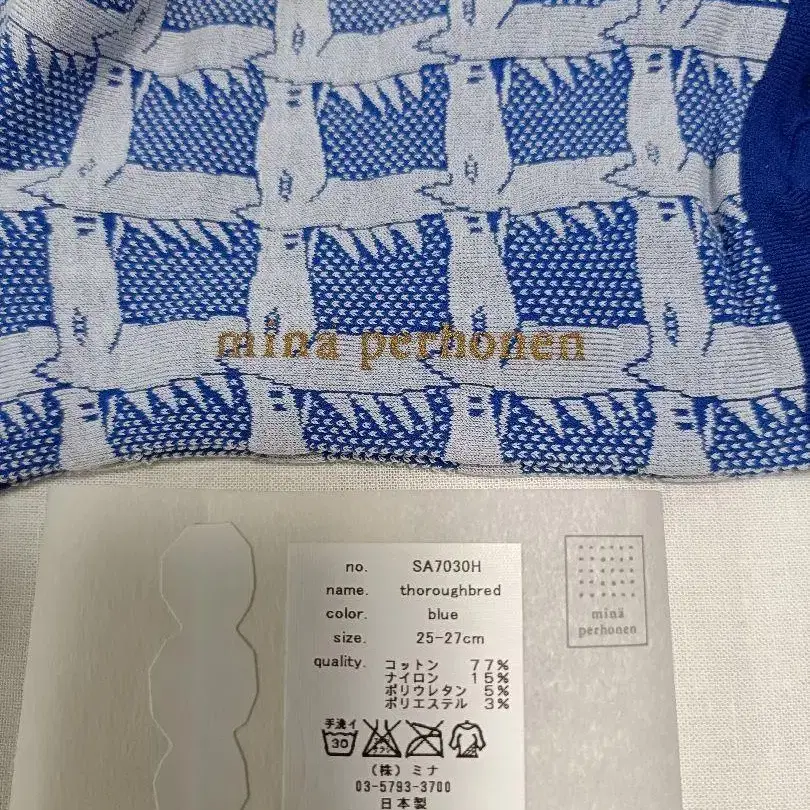 mina perhonen
no. SA7030H
name. thoroughbred
color. blue
size. 25-27cm
quality. コットン 77%
ナイロン 15%
ポリウレタン 5%
ポリエステル 3%
手洗イ
30
(株) ミナ
03-5793-3700
日本製
minä
perhonen